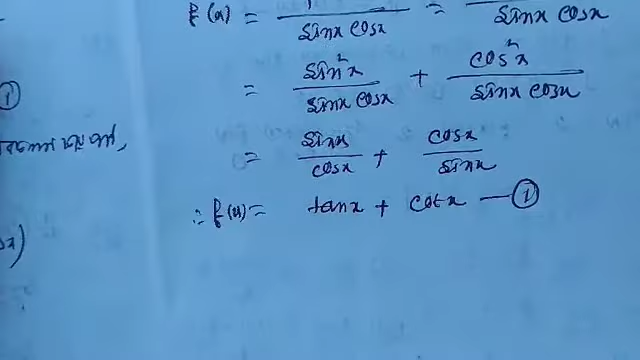 f(x) = 1/(sinx cosx) = /(sinx cosx)
= sin²x/(sinx cosx) + cos²x/(sinx cosx)
①
= sinx/cosx + cosx/sinx
∴ f(x) = tanx + cotx — ①
x)